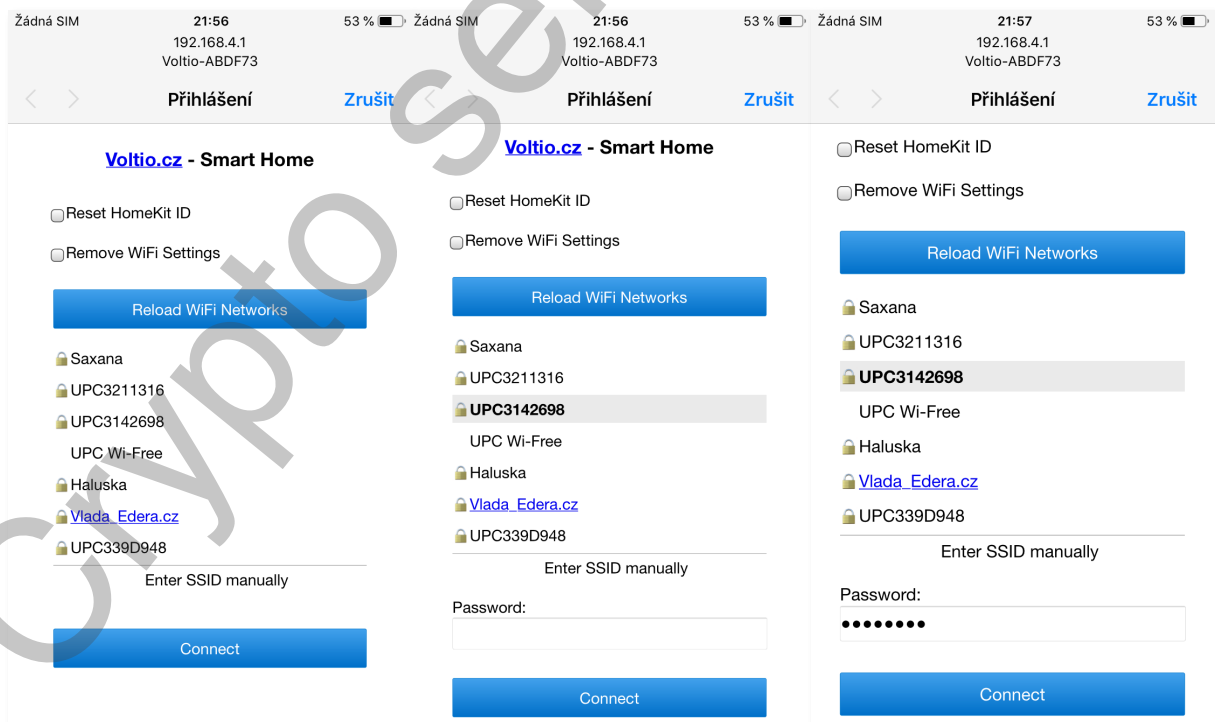 Žádná SIM 21:56 53 %
192.168.4.1
Voltio-ABDF73
Přihlášení Zrušit
Voltio.cz - Smart Home
Reset HomeKit ID
Remove WiFi Settings
Reload WiFi Networks
Saxana
UPC3211316
UPC3142698
UPC Wi-Free
Haluska
Vlada_Edera.cz
UPC339D948
Enter SSID manually
Connect
Žádná SIM 21:56 53 %
192.168.4.1
Voltio-ABDF73
Přihlášení Zrušit
Voltio.cz - Smart Home
Reset HomeKit ID
Remove WiFi Settings
Reload WiFi Networks
Saxana
UPC3211316
UPC3142698
UPC Wi-Free
Haluska
Vlada_Edera.cz
UPC339D948
Enter SSID manually
Password:
Connect
Žádná SIM 21:57 53 %
192.168.4.1
Voltio-ABDF73
Přihlášení Zrušit
Reset HomeKit ID
Remove WiFi Settings
Reload WiFi Networks
Saxana
UPC3211316
UPC3142698
UPC Wi-Free
Haluska
Vlada_Edera.cz
UPC339D948
Enter SSID manually
Password:
●●●●●●●●
Connect
Crypto